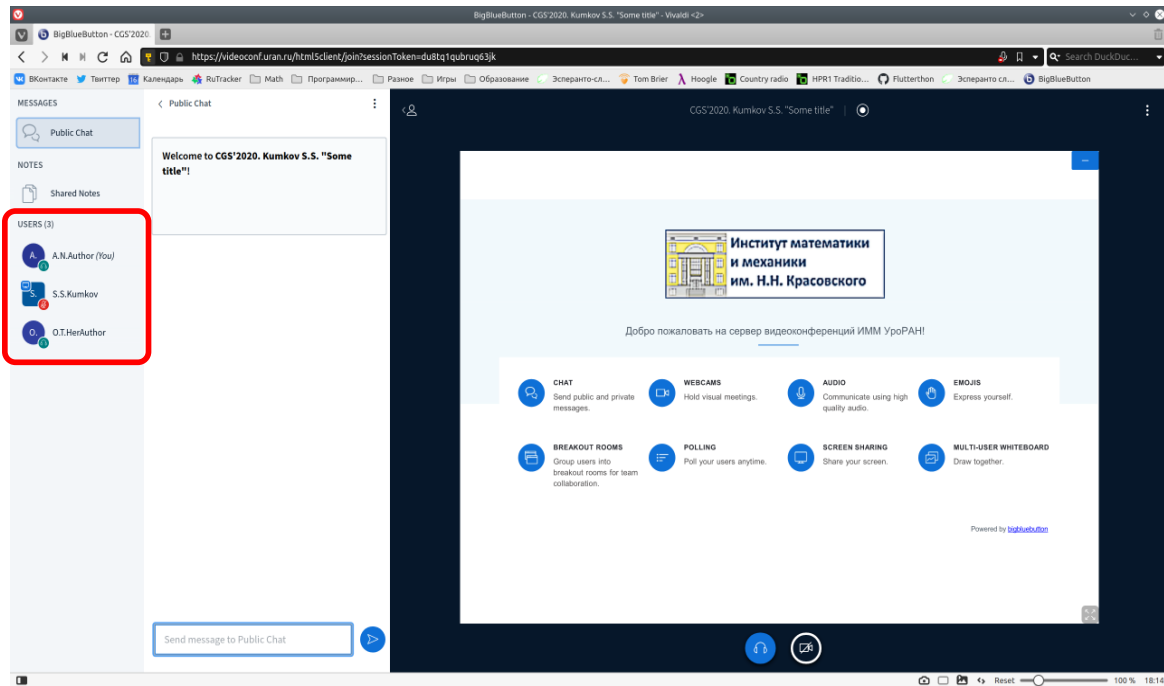 BigBlueButton - CGS'2020. Kumkov S.S. "Some title" - Vivaldi <2>
BigBlueButton - CGS'2020.
https://videoconf.uran.ru/html5client/join?sessionToken=du8tq1qubruq63jk
Search DuckDuc...
ВКонтакте
Твиттер
16
Календарь
RuTracker
Math
Программир...
Разное
Игры
Образование
Эсперанто-сл...
Tom Brier
Hoogle
Country radio
HPR1 Traditio...
Flutterthon
Эсперанто сл...
BigBlueButton
MESSAGES
Public Chat
NOTES
Shared Notes
USERS (3)
A.
A.N.Author (You)
S.
S.S.Kumkov
O.
O.T.HerAuthor
Public Chat
Welcome to CGS'2020. Kumkov S.S. "Some
title"!
Send message to Public Chat
CGS'2020. Kumkov S.S. "Some title"
Институт математики
и механики
им. Н.Н. Красовского
Добро пожаловать на сервер видеоконференций ИММ УроРАН!
CHAT
Send public and private
messages.
WEBCAMS
Hold visual meetings.
AUDIO
Communicate using high
quality audio.
EMOJIS
Express yourself.
BREAKOUT ROOMS
Group users into
breakout rooms for team
collaboration.
POLLING
Poll your users anytime.
SCREEN SHARING
Share your screen.
MULTI-USER WHITEBOARD
Draw together.
Powered by bigbluebutton
Reset
100 %
18:14